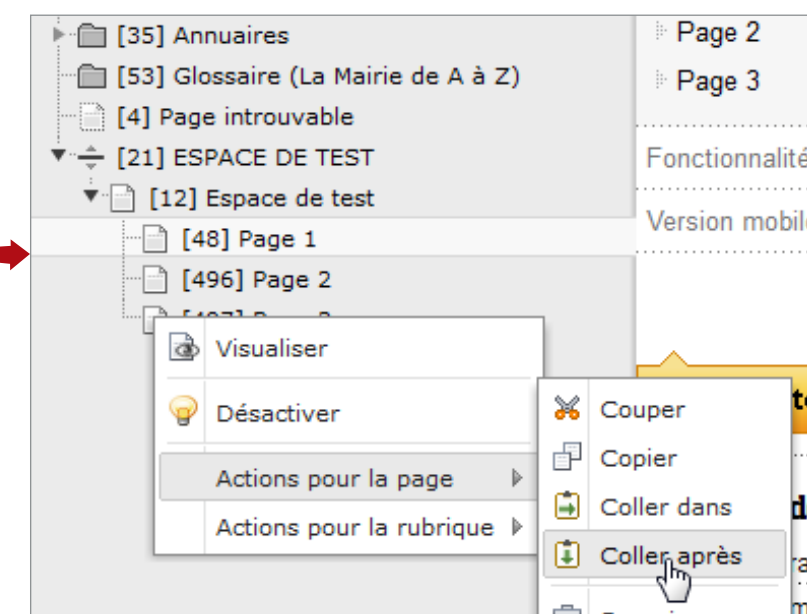 [35] Annuaires
[53] Glossaire (La Mairie de A à Z)
[4] Page introuvable
[21] ESPACE DE TEST
[12] Espace de test
[48] Page 1
[496] Page 2
Visualiser
Désactiver
Actions pour la page
Actions pour la rubrique
Couper
Copier
Coller dans
Coller après
Page 2
Page 3
Fonctionnalité
Version mobile